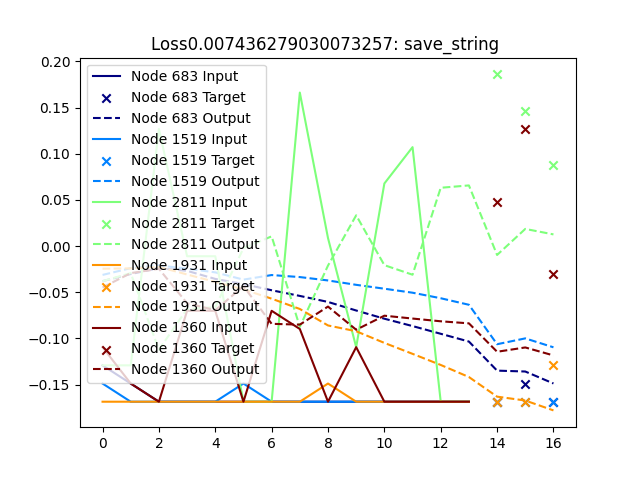 Loss0.007436279030073257: save_string
0.20
0.15
0.10
0.05
0.00
−0.05
−0.10
−0.15
Node 683 Input
Node 683 Target
Node 683 Output
Node 1519 Input
Node 1519 Target
Node 1519 Output
Node 2811 Input
Node 2811 Target
Node 2811 Output
Node 1931 Input
Node 1931 Target
Node 1931 Output
Node 1360 Input
Node 1360 Target
Node 1360 Output
0 2 4 6 8 10 12 14 16